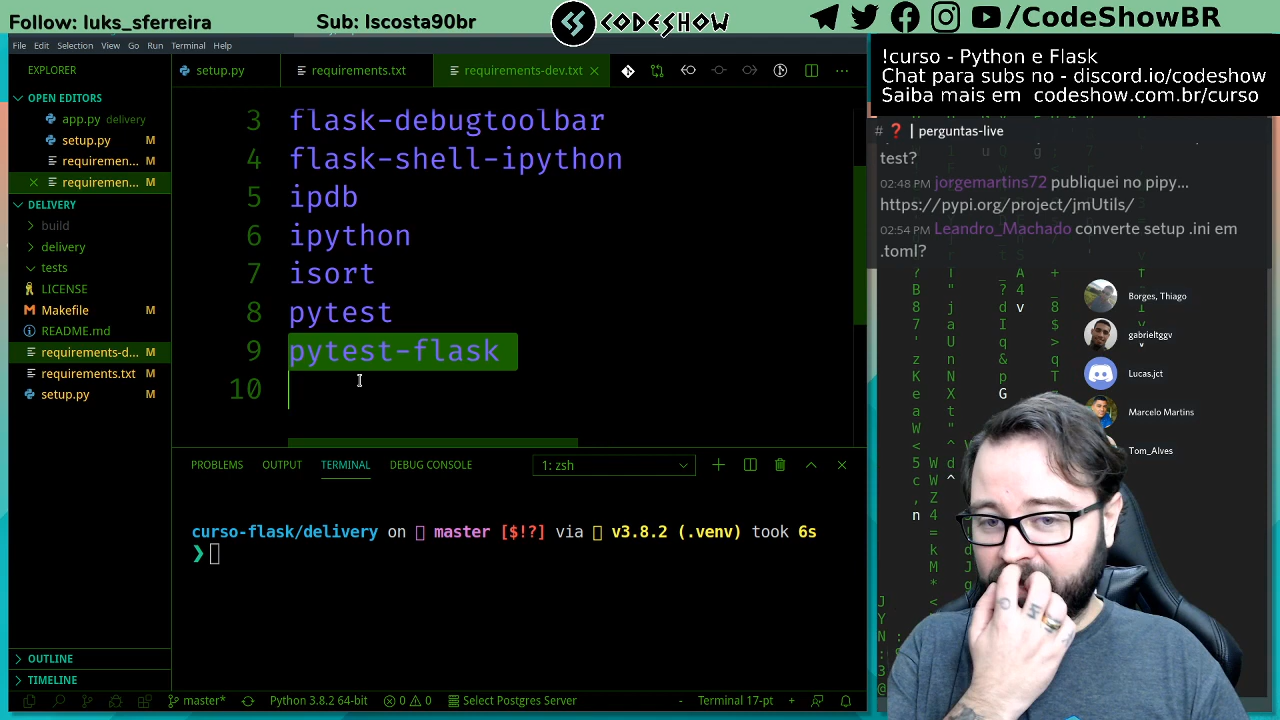 Follow: luks_sferreira
Sub: lscosta90br
CODESHOW
/CodeShowBR
File Edit Selection View Go Run Terminal Help
EXPLORER
setup.py
requirements.txt
requirements-dev.txt
OPEN EDITORS
app.py delivery
setup.py M
requiremen... M
requiremen... M
DELIVERY
build
delivery
tests
LICENSE
Makefile M
README.md
requirements-d... M
requirements.txt M
setup.py M
OUTLINE
TIMELINE
3 flask-debugtoolbar
4 flask-shell-ipython
5 ipdb
6 ipython
7 isort
8 pytest
9 pytest-flask
10
PROBLEMS OUTPUT TERMINAL DEBUG CONSOLE 1: zsh
curso-flask/delivery on master [$!?] via v3.8.2 (.venv) took 6s
❯
master* Python 3.8.2 64-bit 0 0 Select Postgres Server - Terminal 17-pt +
!curso - Python e Flask
Chat para subs no - discord.io/codeshow
Saiba mais em codeshow.com.br/curso
# ❓ | perguntas-live
test?
02:48 PM jorgemartins72 publiquei no pipy...
https://pypi.org/project/jmUtils/
02:54 PM Leandro_Machado converte setup .ini em
.toml?
Borges, Thiago
gabrieltggv
Lucas.jct
Marcelo Martins
Tom_Alves